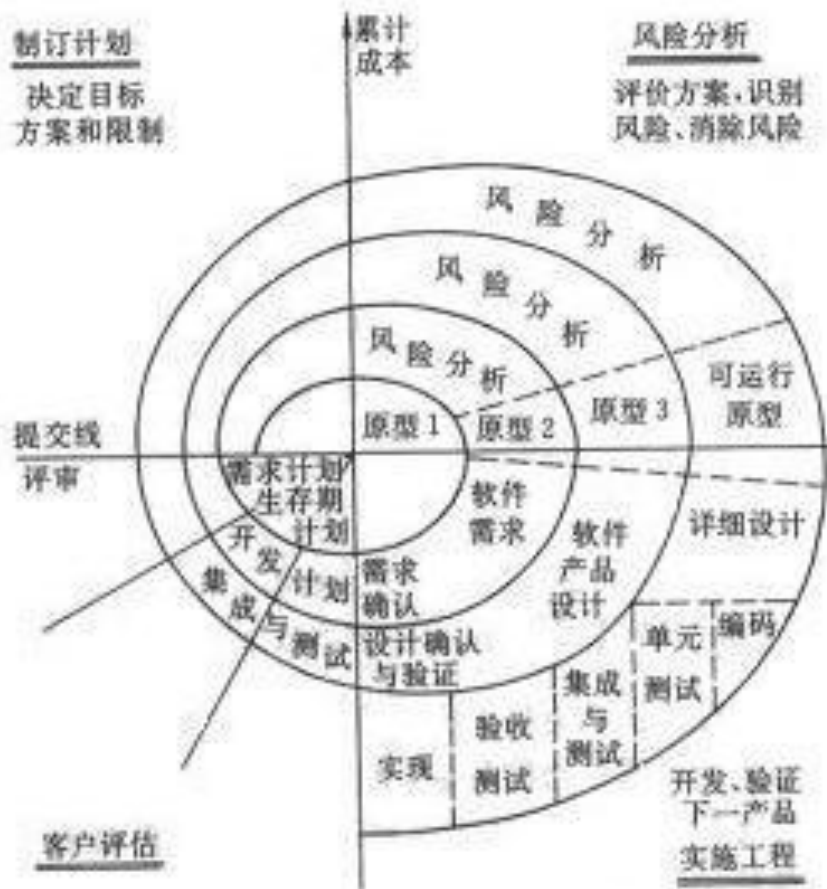 制订计划
决定目标
方案和限制
累计
成本
风险分析
评价方案,识别
风险、消除风险
风险分析
风险分析
风险分析
原型1
原型2
原型3
可运行
原型
提交线
评审
需求计划
生存期
计划
开发计划
集成与测试
软件
需求
需求
确认
软件
产品
设计
设计确认
与验证
详细设计
编码
单元
测试
集成
与
测试
验收
测试
实现
开发、验证
下一产品
实施工程
客户评估